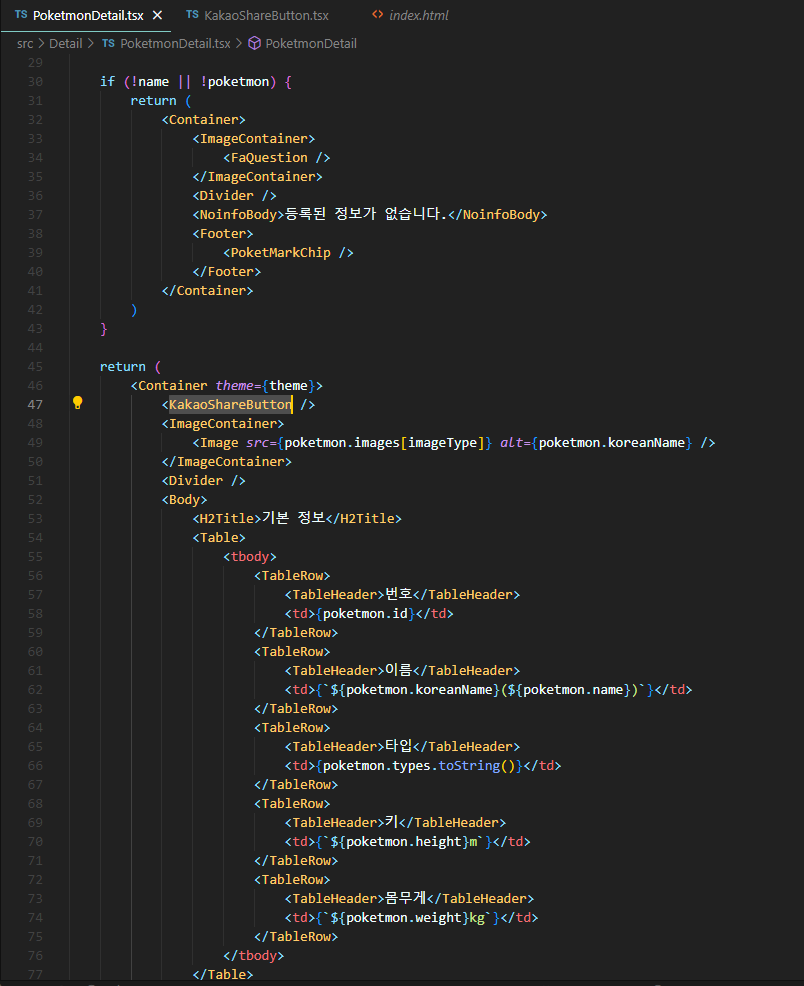 TS PoketmonDetail.tsx × TS KakaoShareButton.tsx <> index.html
src > Detail > TS PoketmonDetail.tsx > PoketmonDetail
29
30 if (!name || !poketmon) {
31 return (
32 <Container>
33 <ImageContainer>
34 <FaQuestion />
35 </ImageContainer>
36 <Divider />
37 <NoinfoBody>등록된 정보가 없습니다.</NoinfoBody>
38 <Footer>
39 <PoketMarkChip />
40 </Footer>
41 </Container>
42 )
43 }
44
45 return (
46 <Container theme={theme}>
47 <KakaoShareButton />
48 <ImageContainer>
49 <Image src={poketmon.images[imageType]} alt={poketmon.koreanName} />
50 </ImageContainer>
51 <Divider />
52 <Body>
53 <H2Title>기본 정보</H2Title>
54 <Table>
55 <tbody>
56 <TableRow>
57 <TableHeader>번호</TableHeader>
58 <td>{poketmon.id}</td>
59 </TableRow>
60 <TableRow>
61 <TableHeader>이름</TableHeader>
62 <td>{`${poketmon.koreanName}(${poketmon.name})`}</td>
63 </TableRow>
64 <TableRow>
65 <TableHeader>타입</TableHeader>
66 <td>{poketmon.types.toString()}</td>
67 </TableRow>
68 <TableRow>
69 <TableHeader>키</TableHeader>
70 <td>{`${poketmon.height}m`}</td>
71 </TableRow>
72 <TableRow>
73 <TableHeader>몸무게</TableHeader>
74 <td>{`${poketmon.weight}kg`}</td>
75 </TableRow>
76 </tbody>
77 </Table>